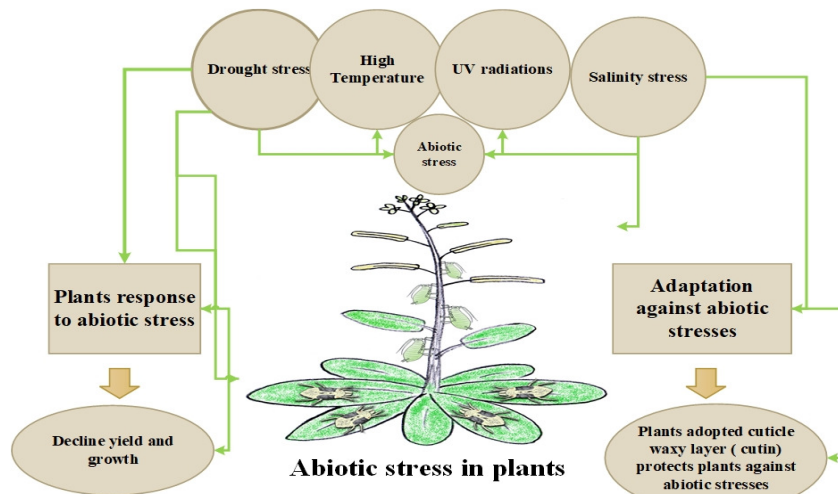 Drought stress
High
Temperature
UV radiations
Salinity stress
Abiotic
stress
Plants response
to abiotic stress
Adaptation
against abiotic
stresses
Decline yield and
growth
Plants adopted cuticle
waxy layer ( cutin)
protects plants against
abiotic stresses
Abiotic stress in plants